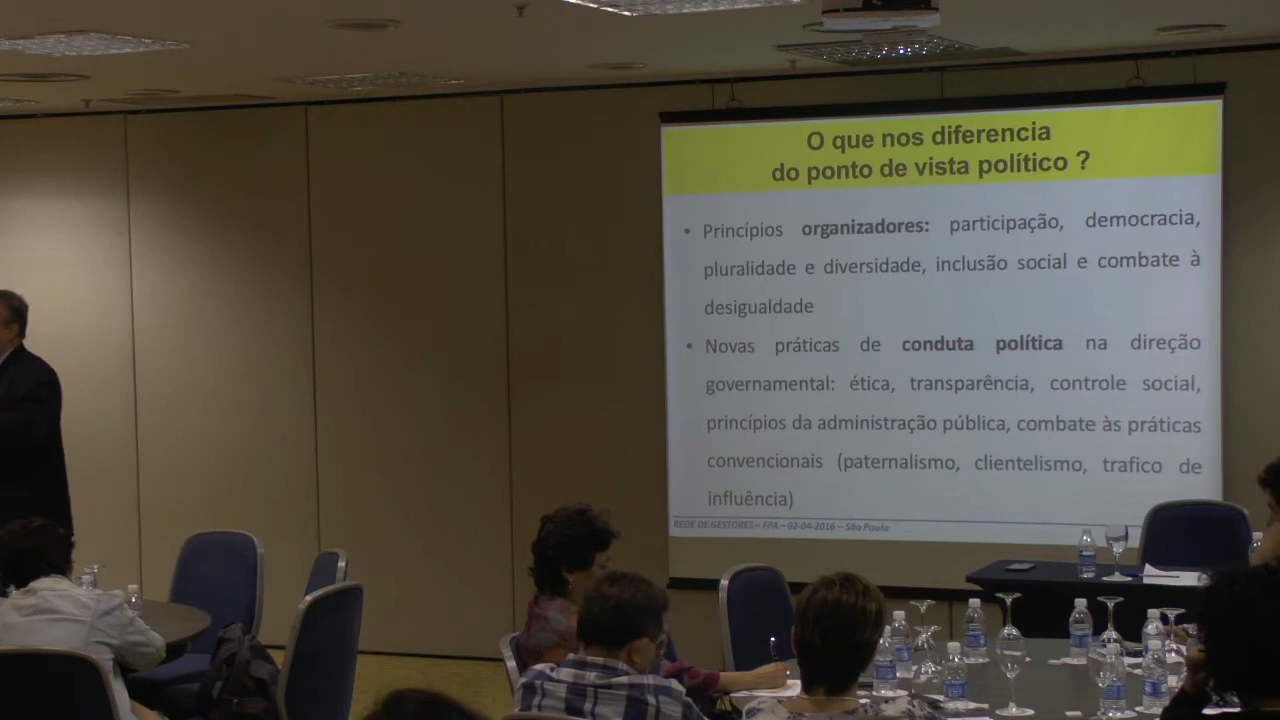 O que nos diferencia
do ponto de vista político ?
• Princípios organizadores: participação, democracia,
pluralidade e diversidade, inclusão social e combate à
desigualdade
• Novas práticas de conduta política na direção
governamental: ética, transparência, controle social,
princípios da administração pública, combate às práticas
convencionais (paternalismo, clientelismo, trafico de
influência)
REDE DE GESTORES – FPA – 02-04-2016 – São Paulo